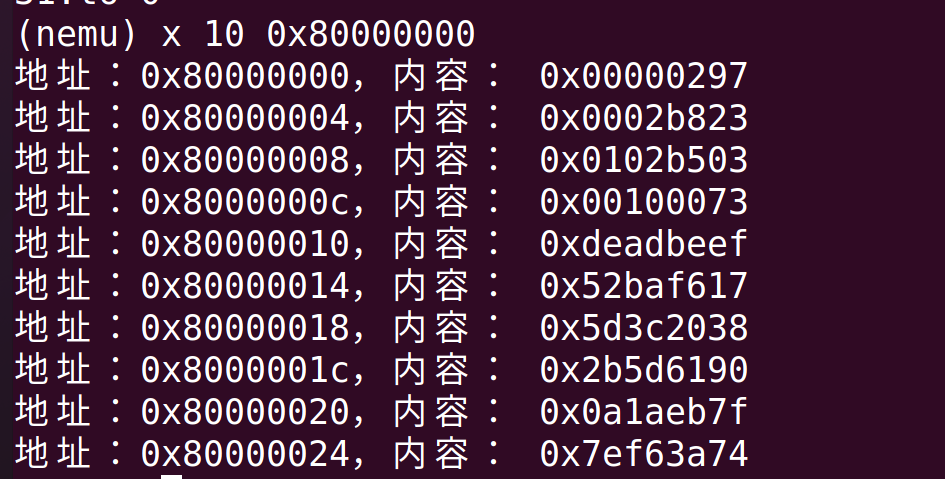 (nemu) x 10 0x80000000
地址：0x80000000，内容： 0x00000297
地址：0x80000004，内容： 0x0002b823
地址：0x80000008，内容： 0x0102b503
地址：0x8000000c，内容： 0x00100073
地址：0x80000010，内容： 0xdeadbeef
地址：0x80000014，内容： 0x52baf617
地址：0x80000018，内容： 0x5d3c2038
地址：0x8000001c，内容： 0x2b5d6190
地址：0x80000020，内容： 0x0a1aeb7f
地址：0x80000024，内容： 0x7ef63a74